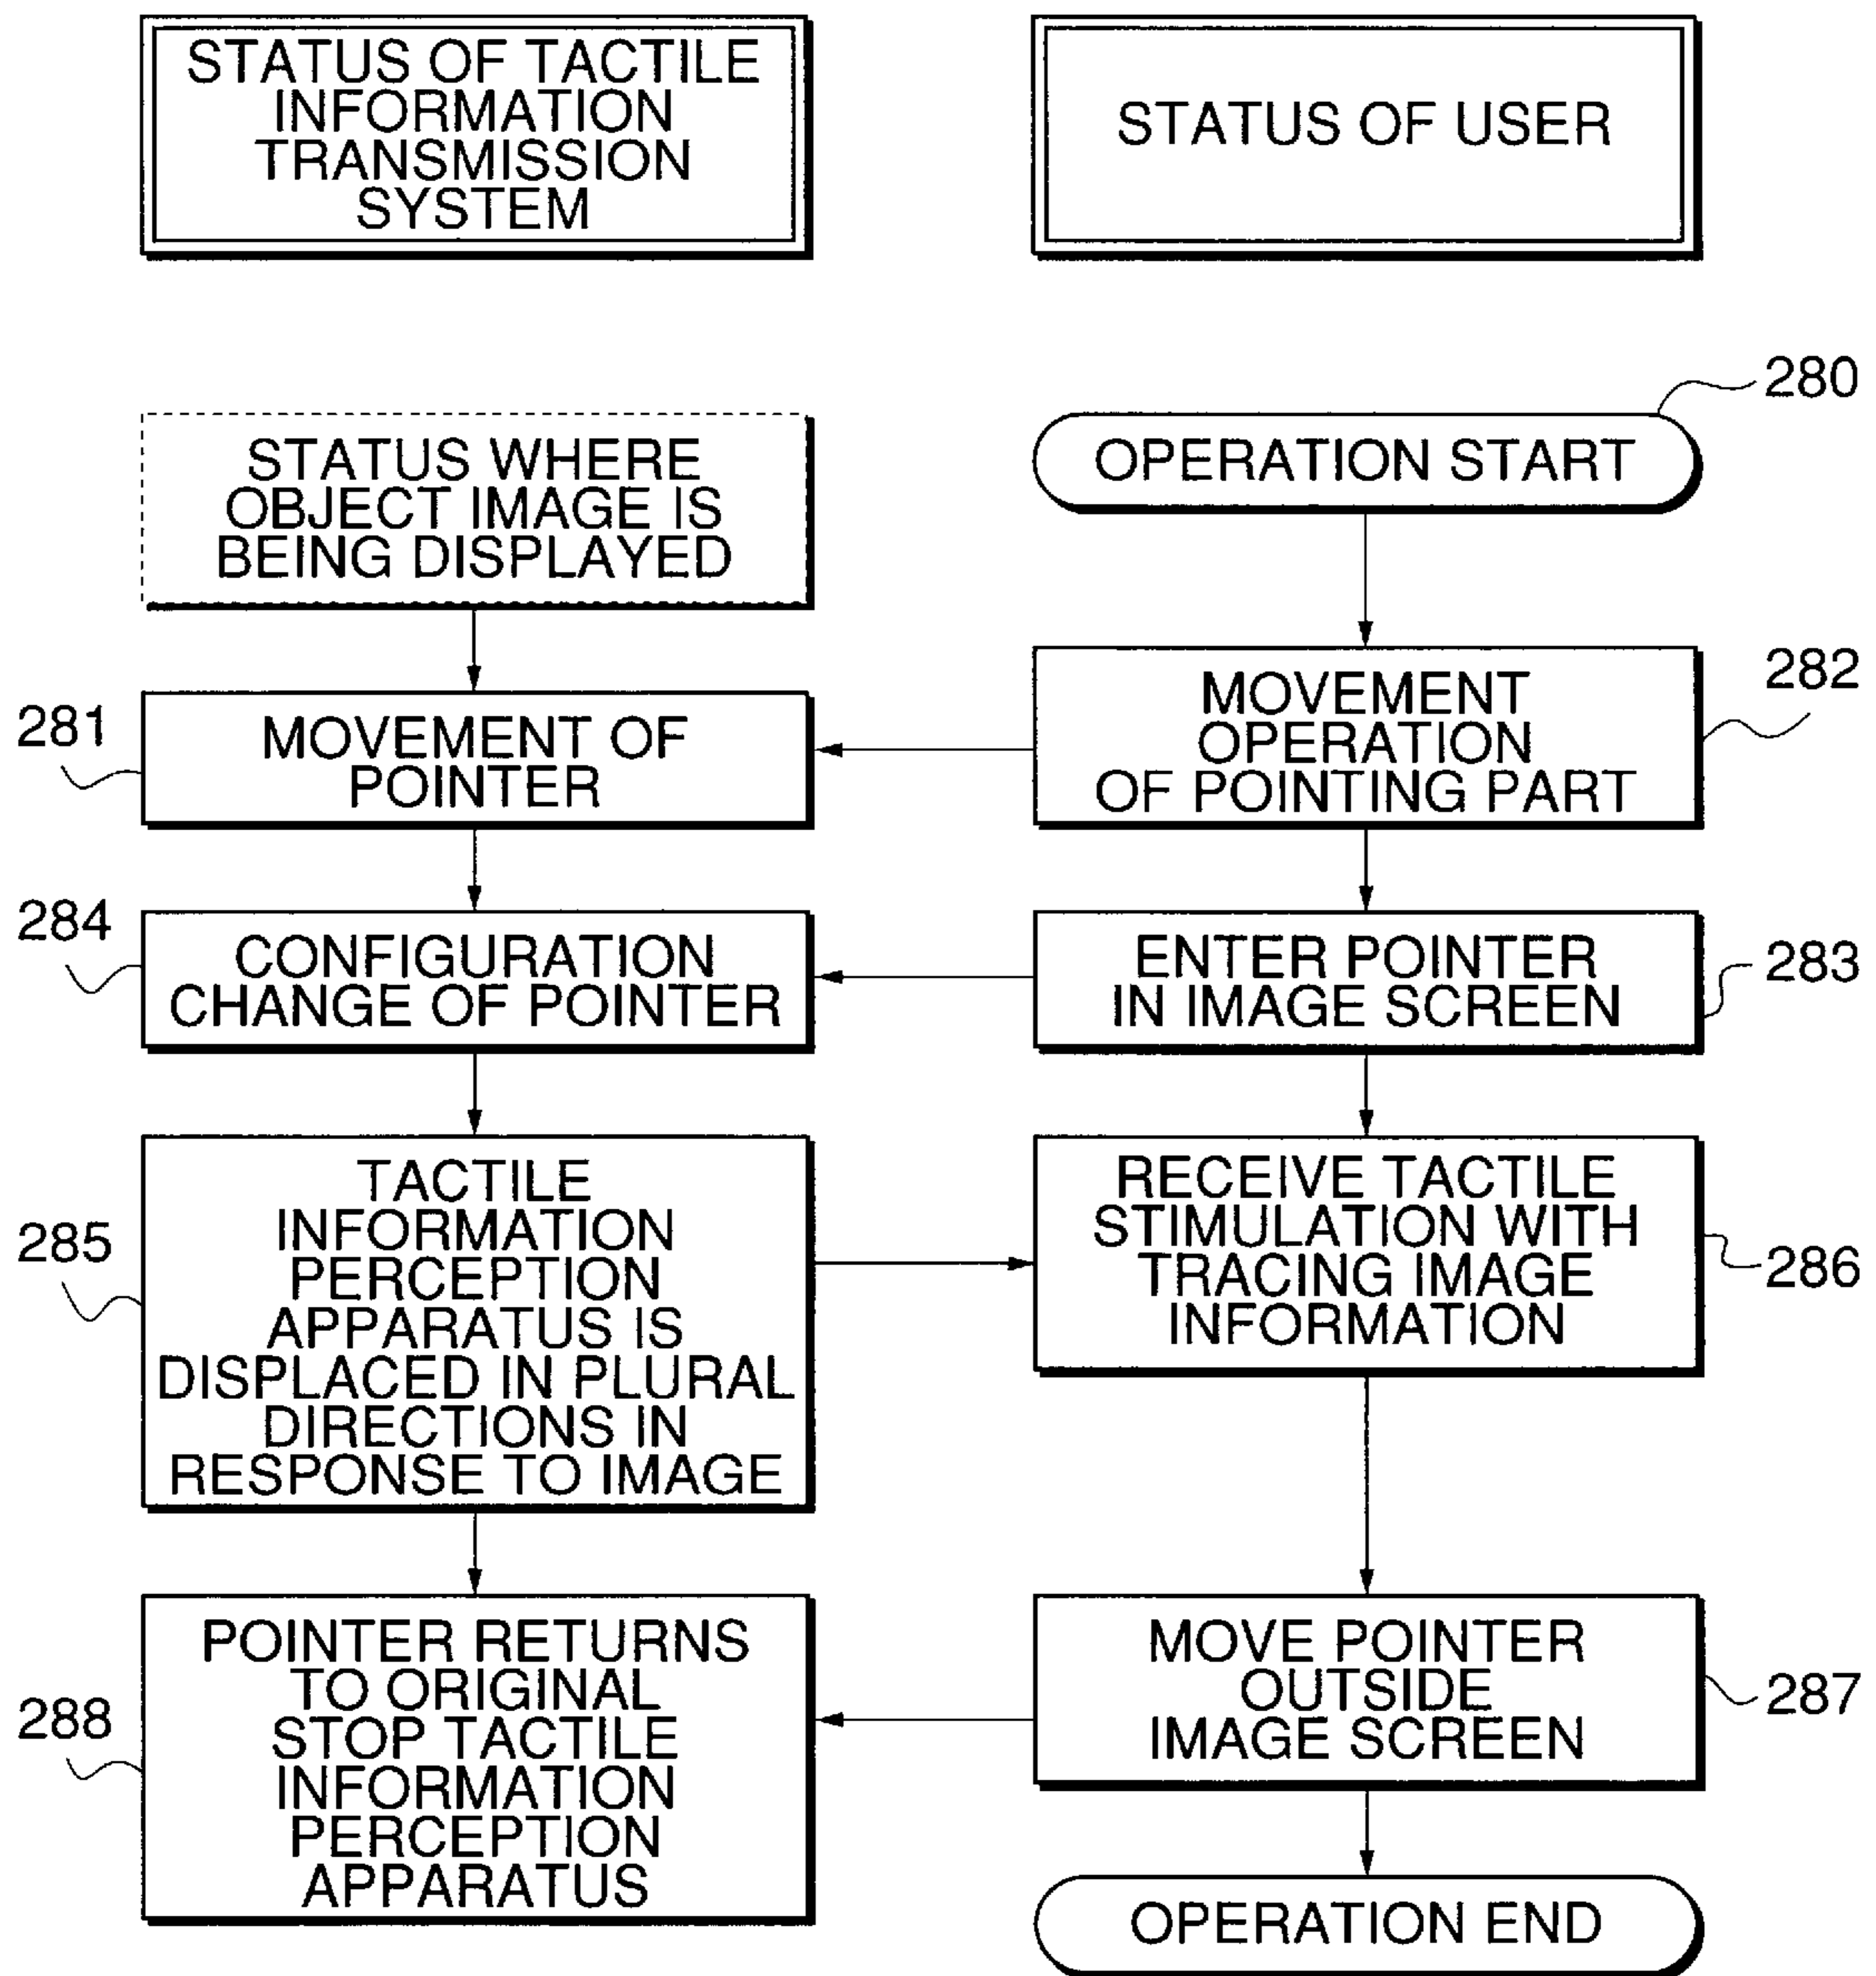 STATUS OF TACTILE
INFORMATION
TRANSMISSION
SYSTEM
STATUS OF USER
280
STATUS WHERE
OBJECT IMAGE IS
BEING DISPLAYED
OPERATION START
281
MOVEMENT OF
POINTER
MOVEMENT
OPERATION
OF POINTING PART
282
284
CONFIGURATION
CHANGE OF POINTER
ENTER POINTER
IN IMAGE SCREEN
283
285
TACTILE
INFORMATION
PERCEPTION
APPARATUS IS
DISPLACED IN PLURAL
DIRECTIONS IN
RESPONSE TO IMAGE
RECEIVE TACTILE
STIMULATION WITH
TRACING IMAGE
INFORMATION
286
288
POINTER RETURNS
TO ORIGINAL
STOP TACTILE
INFORMATION
PERCEPTION
APPARATUS
MOVE POINTER
OUTSIDE
IMAGE SCREEN
287
OPERATION END